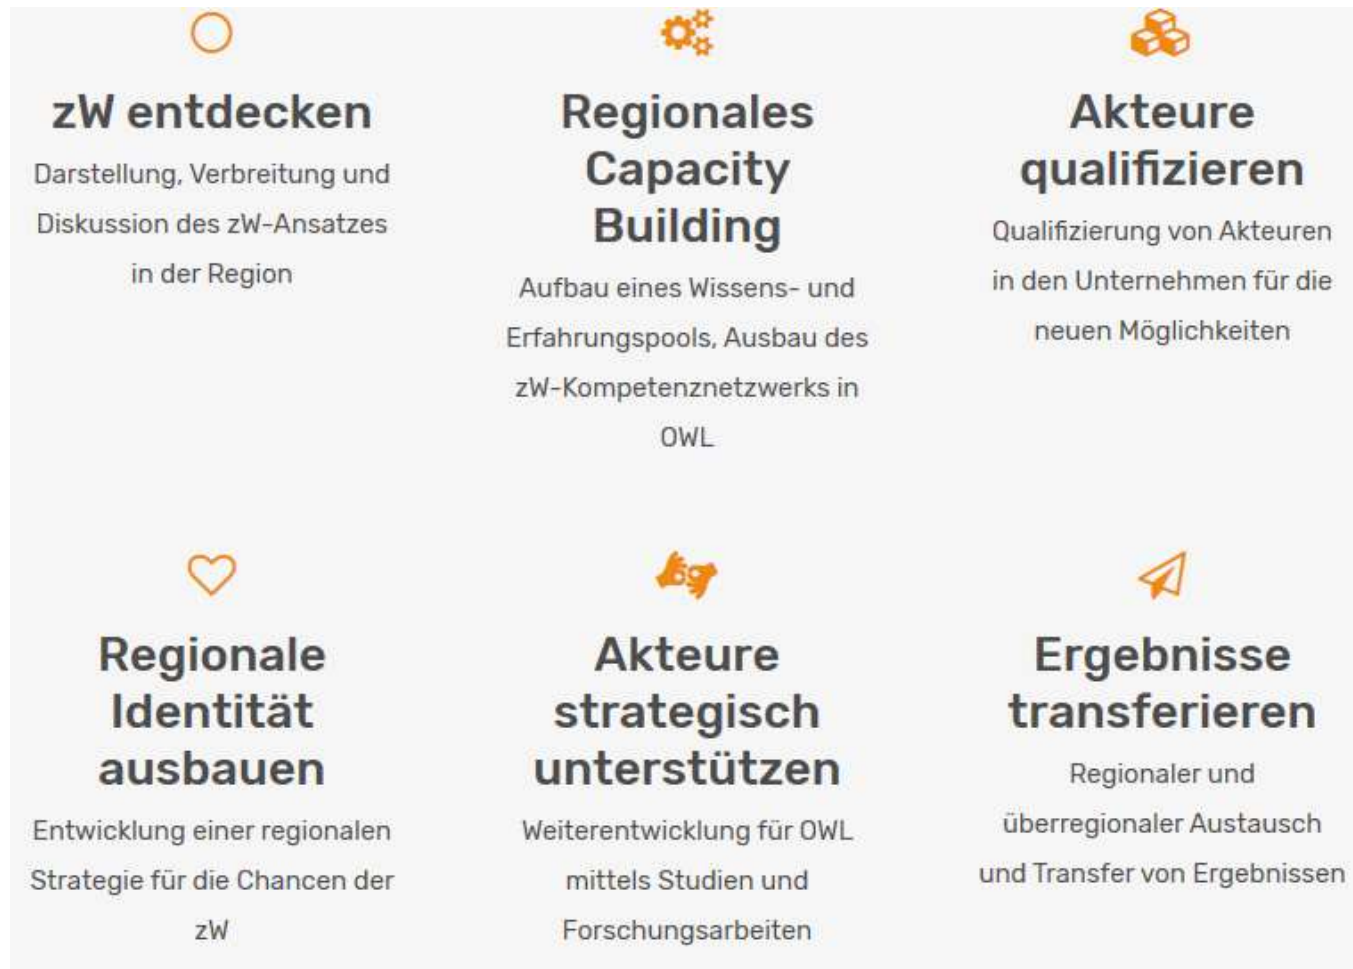 zW entdecken
Darstellung, Verbreitung und
Diskussion des zW-Ansatzes
in der Region
Regionales
Capacity
Building
Aufbau eines Wissens- und
Erfahrungspools, Ausbau des
zW-Kompetenznetzwerks in
OWL
Akteure
qualifizieren
Qualifizierung von Akteuren
in den Unternehmen für die
neuen Möglichkeiten
Regionale
Identität
ausbauen
Entwicklung einer regionalen
Strategie für die Chancen der
zW
Akteure
strategisch
unterstützen
Weiterentwicklung für OWL
mittels Studien und
Forschungsarbeiten
Ergebnisse
transferieren
Regionaler und
überregionaler Austausch
und Transfer von Ergebnissen